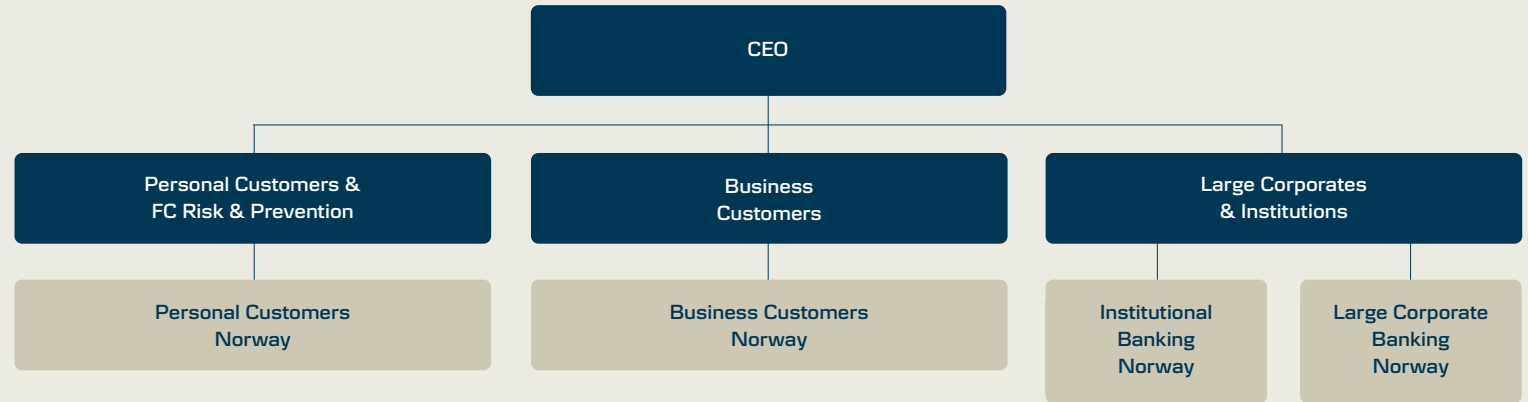 CEO
Personal Customers &
FC Risk & Prevention
Business
Customers
Large Corporates
& Institutions
Personal Customers
Norway
Business Customers
Norway
Institutional
Banking
Norway
Large Corporate
Banking
Norway